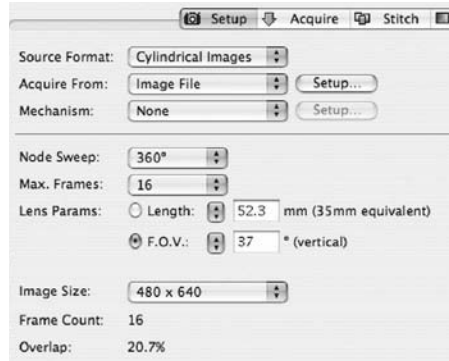 Setup Acquire Stitch
Source Format: Cylindrical Images
Acquire From: Image File Setup...
Mechanism: None Setup...
Node Sweep: 360°
Max. Frames: 16
Lens Params: Length: 52.3 mm (35mm equivalent)
F.O.V.: 37 ° (vertical)
Image Size: 480 x 640
Frame Count: 16
Overlap: 20.7%